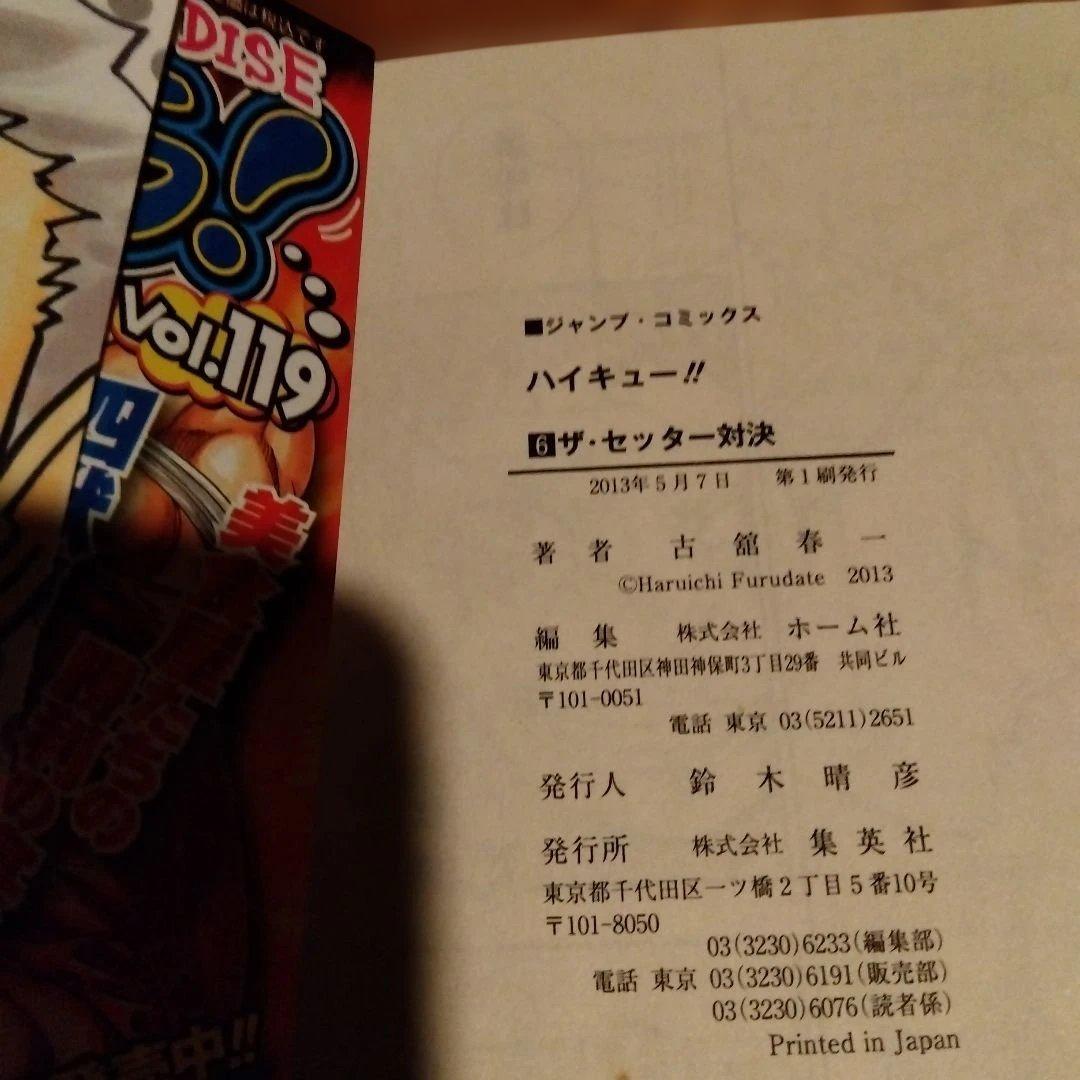 DISE
Vol.119
美
■ジャンプ・コミックス
ハイキュー!!
6 ザ・セッター対決
2013年5月7日 第1刷発行
著者 古舘春一
©Haruichi Furudate 2013
編集 株式会社 ホーム社
東京都千代田区神田神保町3丁目29番 共同ビル
〒101-0051
電話 東京 03(5211)2651
発行人 鈴木晴彦
発行所 株式会社 集英社
東京都千代田区一ツ橋2丁目5番10号
〒101-8050
03(3230)6233(編集部)
電話 東京 03(3230)6191(販売部)
03(3230)6076(読者係)
Printed in Japan